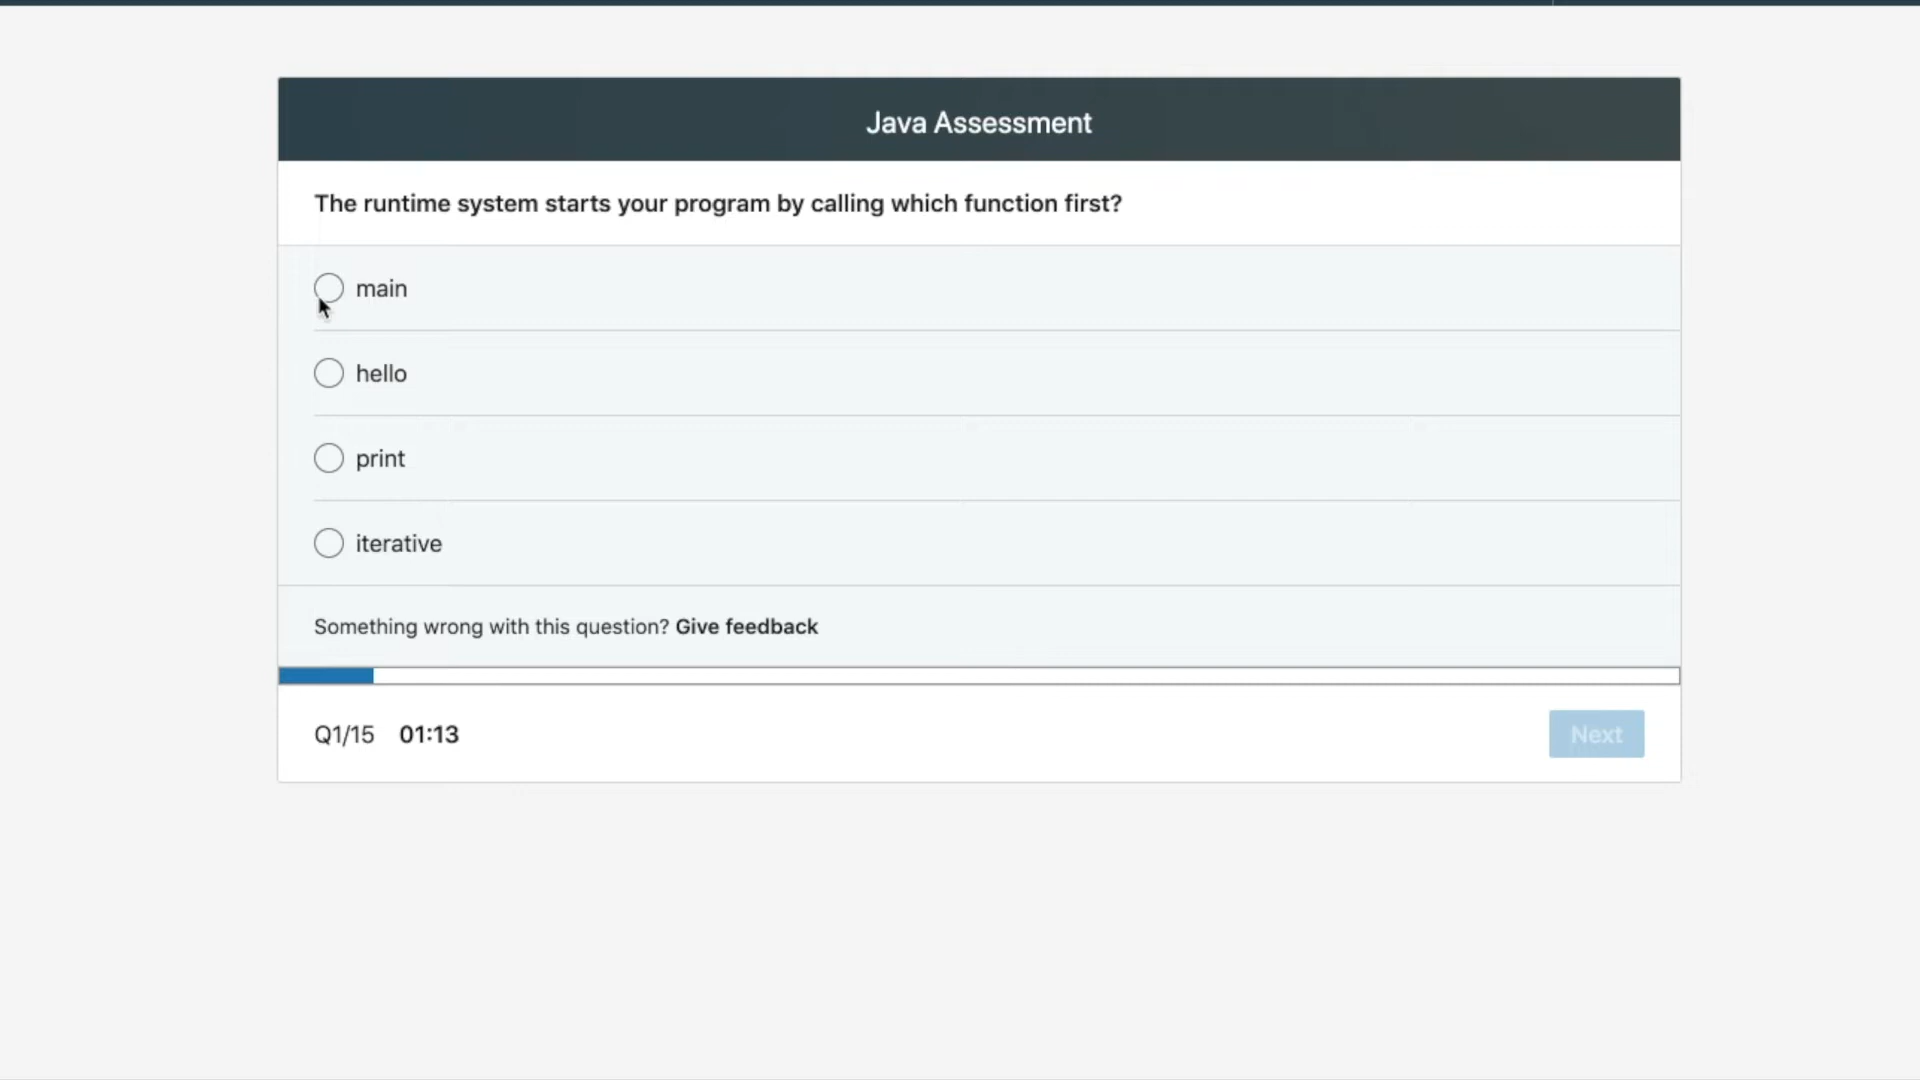 Java Assessment
The runtime system starts your program by calling which function first?
main
hello
print
iterative
Something wrong with this question? Give feedback
Q1/15 01:13
Next